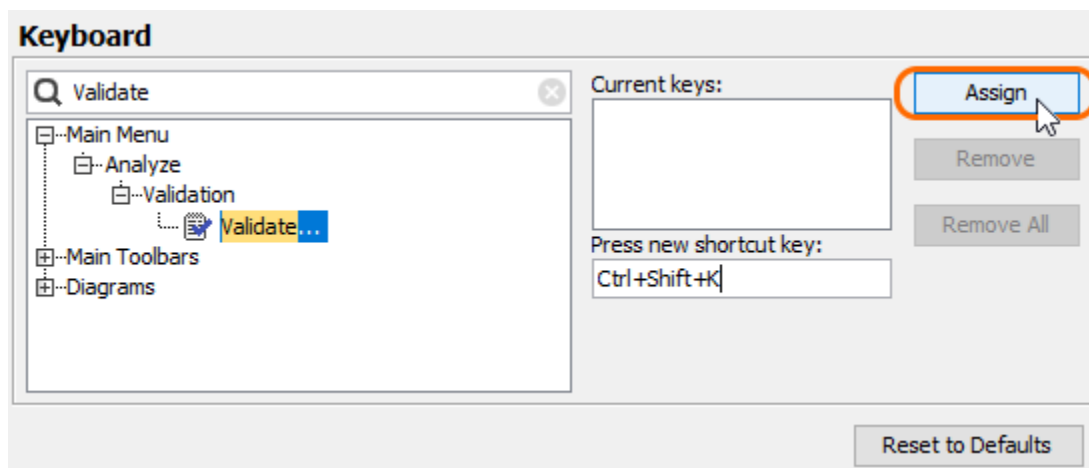 Keyboard
Validate
Main Menu
Analyze
Validation
Validate...
Main Toolbars
Diagrams
Current keys:
Press new shortcut key:
Ctrl+Shift+K
Assign
Remove
Remove All
Reset to Defaults